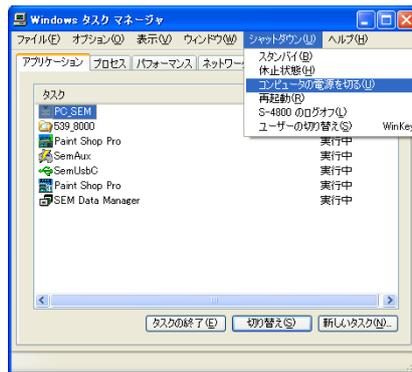 Windows タスク マネージャ
ファイル(F) オプション(O) 表示(V) ウィンドウ(W) シャットダウン(U) ヘルプ(H)
スタンバイ(B)
休止状態(H)
コンピュータの電源を切る(U)
再起動(R)
S-4800 のログオフ(L)
ユーザーの切り替え(S) WinKey
アプリケーション プロセス パフォーマンス ネットワー
タスク
PC_SEM
539_8000
Paint Shop Pro 実行中
SemAux 実行中
SemUsbC 実行中
Paint Shop Pro 実行中
SEM Data Manager 実行中
タスクの終了(E) 切り替え(S) 新しいタスク(N)...